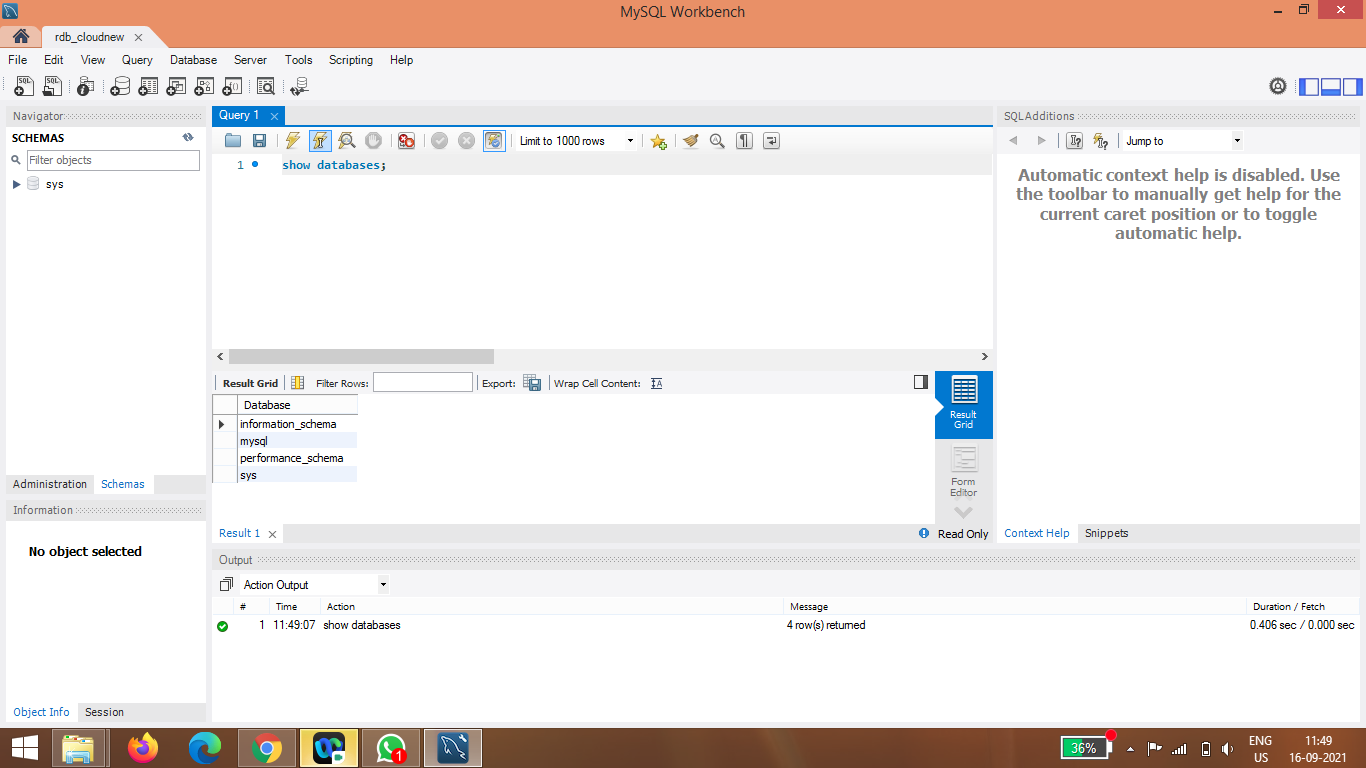 MySQL Workbench
rdb_cloudnew
File Edit View Query Database Server Tools Scripting Help
Navigator
SCHEMAS
Filter objects
sys
Administration Schemas
Information
No object selected
Object Info Session
Query 1
Limit to 1000 rows
1 show databases;
Result Grid Filter Rows: Export: Wrap Cell Content:
Database
information_schema
mysql
performance_schema
sys
Result
Grid
Form
Editor
Result 1
Read Only
SQLAdditions
Jump to
Automatic context help is disabled. Use
the toolbar to manually get help for the
current caret position or to toggle
automatic help.
Context Help Snippets
Output
Action Output
# Time Action Message Duration / Fetch
1 11:49:07 show databases 4 row(s) returned 0.406 sec / 0.000 sec
1
36%
ENG
US
11:49
16-09-2021